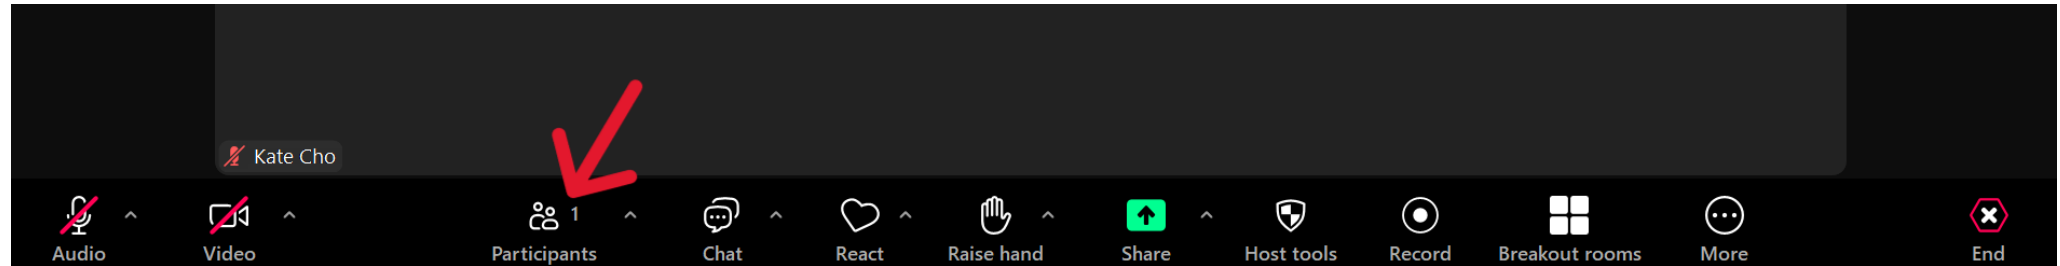 Kate Cho
1
Audio
Video
Participants
Chat
React
Raise hand
Share
Host tools
Record
Breakout rooms
More
End